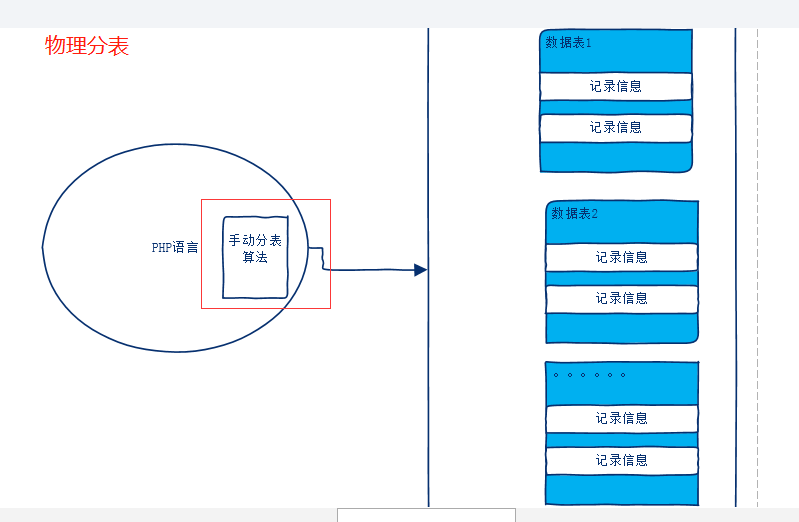 物理分表
数据表1
记录信息
记录信息
PHP语言
手动分表
算法
数据表2
记录信息
记录信息
。。。。。。
记录信息
记录信息